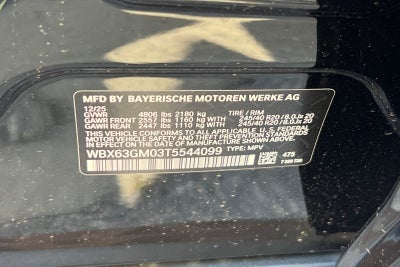 MFD BY BAYERISCHE MOTOREN WERKE AG
12/25 TIRE / RIM
GVWR 4806 lbs 2180 kg
GAWR FRONT 2557 lbs 1160 kg WITH 245/40 R20 / 8.0Jx 20
GAWR REAR 2447 lbs 1110 kg WITH 245/40 R20 / 8.0Jx 20
THIS VEHICLE CONFORMS TO ALL APPLICABLE U.S. FEDERAL
MOTOR VEHICLE SAFETY AND THEFT PREVENTION STANDARDS
IN EFFECT ON THE DATE OF MANUFACTURE SHOWN ABOVE.
WBX63GM03T5544099 TYPE: MPV
475